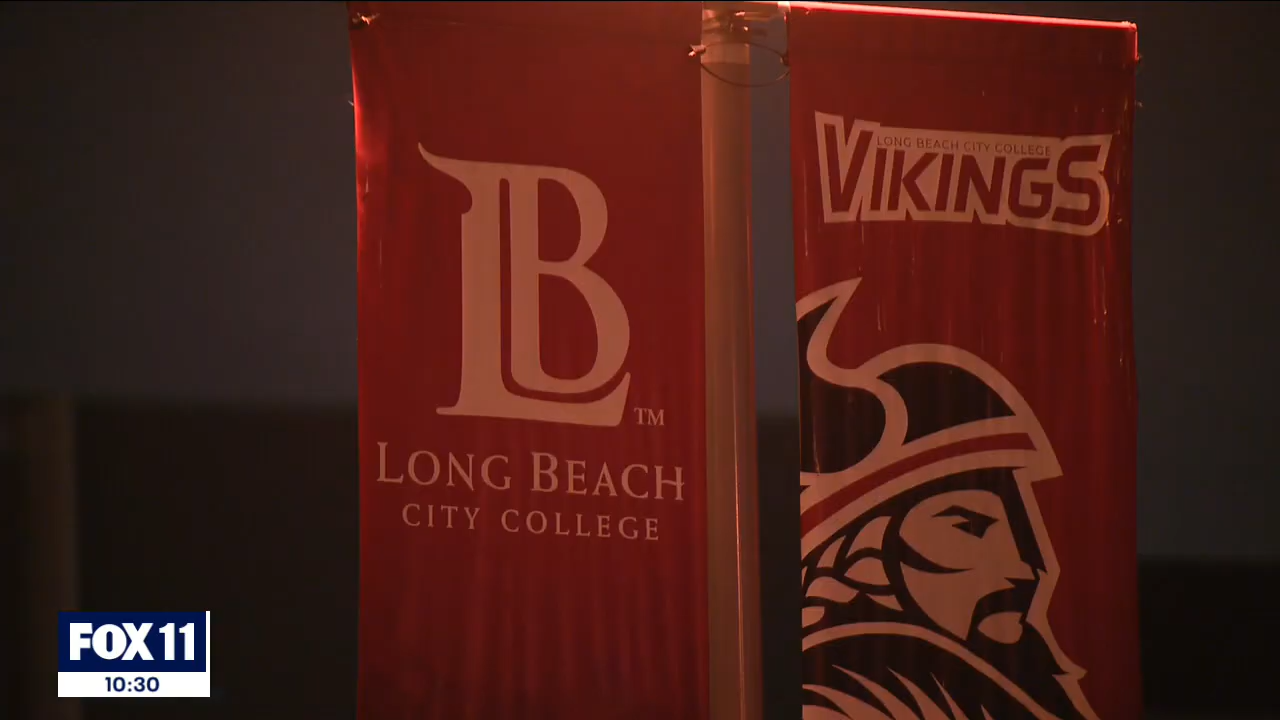 LB
TM
LONG BEACH
CITY COLLEGE
LONG BEACH CITY COLLEGE
VIKINGS
FOX 11
10:30